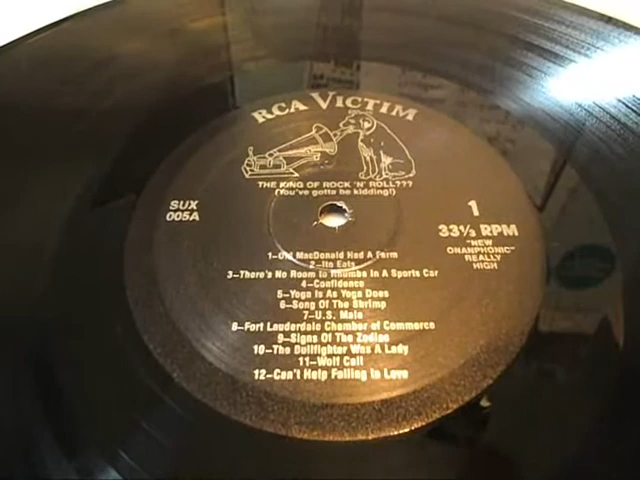 RCA VICTIM
THE KING OF ROCK 'N' ROLL???
(You've gotta be kidding!)
SUX
005A
1
33⅓ RPM
"NEW
ONANPHONIC"
REALLY
HIGH
1–Old MacDonald Had A Farm
2–Ito Eats
3–There's No Room to Rhumba In A Sports Car
4–Confidence
5–Yoga Is As Yoga Does
6–Song Of The Shrimp
7–U.S. Male
8–Fort Lauderdale Chamber of Commerce
9–Signs Of The Zodiac
10–The Bullfighter Was A Lady
11–Wolf Call
12–Can't Help Falling In Love